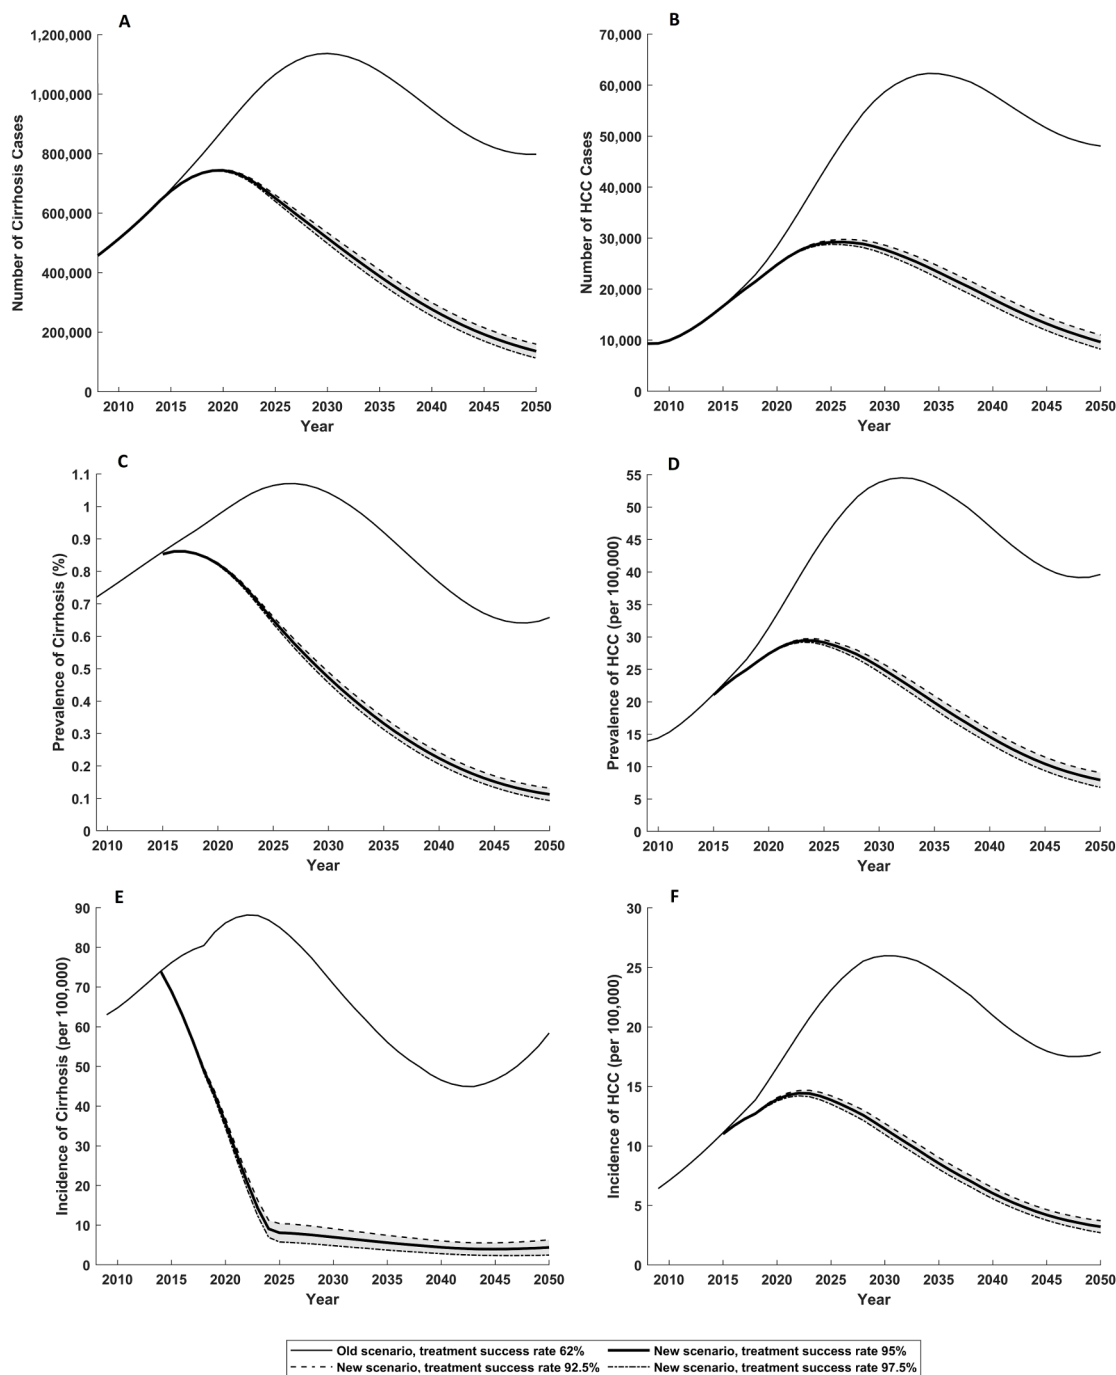 A
1,200,000
1,000,000
800,000
600,000
400,000
200,000
0
Number of Cirrhosis Cases
2010 2015 2020 2025 2030 2035 2040 2045 2050
Year
B
70,000
60,000
50,000
40,000
30,000
20,000
10,000
0
Number of HCC Cases
2010 2015 2020 2025 2030 2035 2040 2045 2050
Year
C
1.1
1
0.9
0.8
0.7
0.6
0.5
0.4
0.3
0.2
0.1
0
Prevalence of Cirrhosis (%)
2010 2015 2020 2025 2030 2035 2040 2045 2050
Year
D
55
50
45
40
35
30
25
20
15
10
5
0
Prevalence of HCC (per 100,000)
2010 2015 2020 2025 2030 2035 2040 2045 2050
Year
E
90
80
70
60
50
40
30
20
10
0
Incidence of Cirrhosis (per 100,000)
2010 2015 2020 2025 2030 2035 2040 2045 2050
Year
F
30
25
20
15
10
5
0
Incidence of HCC (per 100,000)
2010 2015 2020 2025 2030 2035 2040 2045 2050
Year
Old scenario, treatment success rate 62% New scenario, treatment success rate 95%
New scenario, treatment success rate 92.5% New scenario, treatment success rate 97.5%